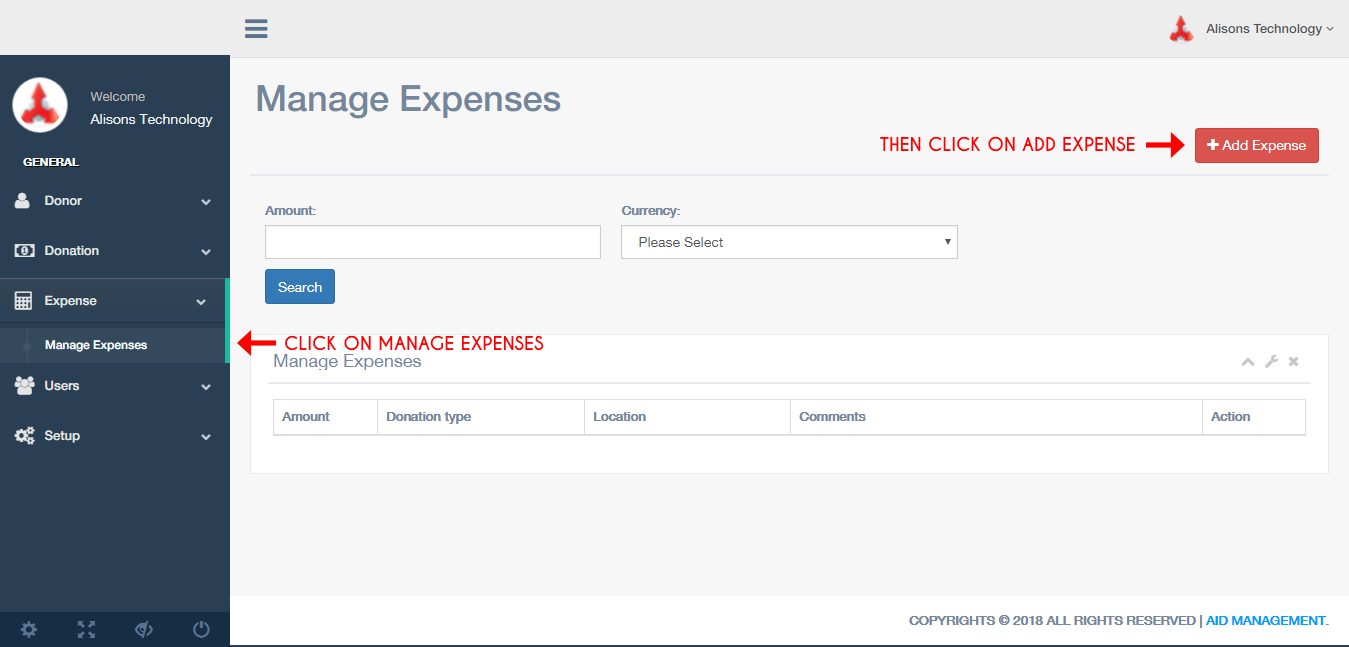 Alisons Technology
Welcome
Alisons Technology
GENERAL
Donor
Donation
Expense
Manage Expenses
Users
Setup
Manage Expenses
THEN CLICK ON ADD EXPENSE
Add Expense
Amount:
Currency:
Please Select
Search
CLICK ON MANAGE EXPENSES
Manage Expenses
Amount Donation type Location Comments Action
COPYRIGHTS © 2018 ALL RIGHTS RESERVED | AID MANAGEMENT.